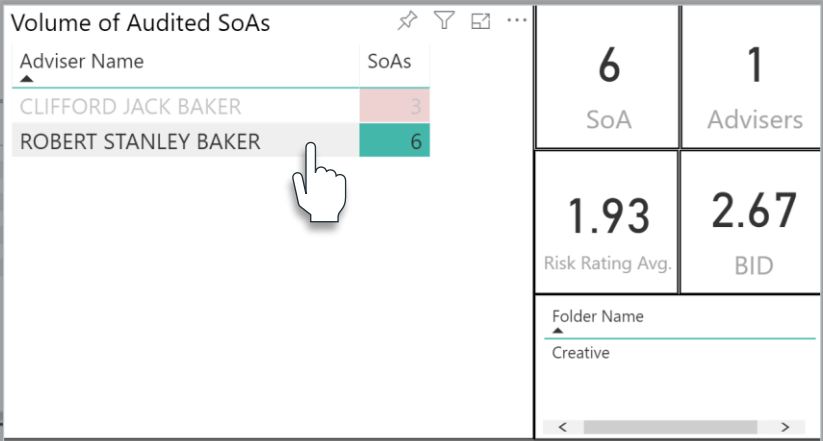 Volume of Audited SoAs
Adviser Name SoAs
CLIFFORD JACK BAKER 3
ROBERT STANLEY BAKER 6
6
SoA
1
Advisers
1.93
Risk Rating Avg.
2.67
BID
Folder Name
Creative